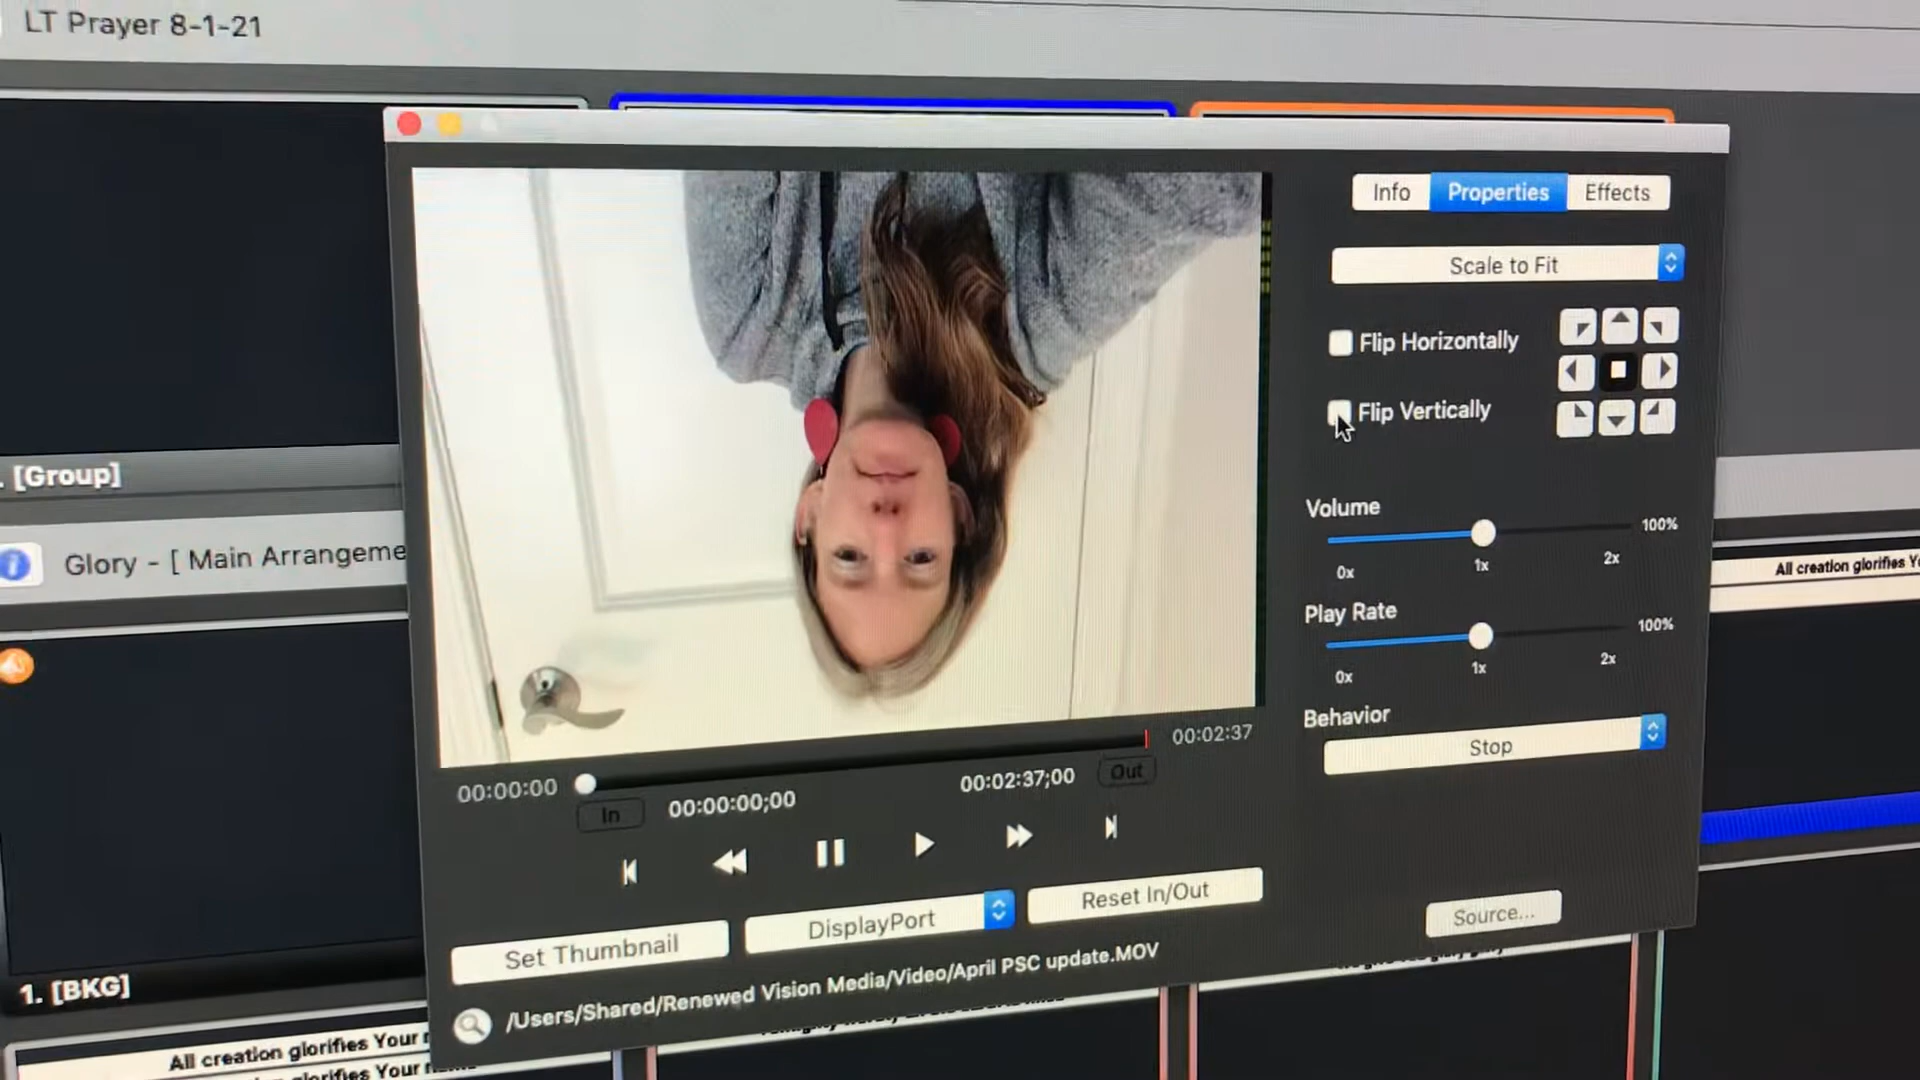 LT Prayer 8-1-21
Info Properties Effects
Scale to Fit
Flip Horizontally
Flip Vertically
. [Group]
Glory - [ Main Arrangeme
Volume
100%
0x 1x 2x
All creation glorifies Y
Play Rate
100%
0x 1x 2x
Behavior
Stop
00:00:00 00:02:37
In 00:00:00;00 00:02:37;00 Out
Set Thumbnail DisplayPort Reset In/Out
Source...
/Users/Shared/Renewed Vision Media/Video/April PSC update.MOV
1. [BKG]
All creation glorifies Your
glorifies Your